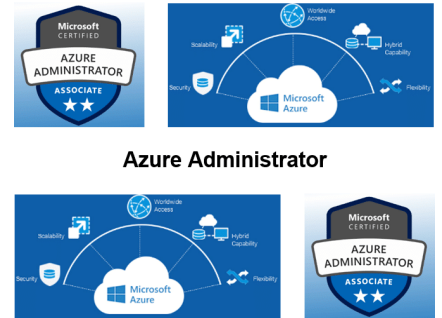 Microsoft
CERTIFIED
AZURE
ADMINISTRATOR
ASSOCIATE
Worldwide
Access
Scalability
Hybrid
Capability
Security
Flexibility
Microsoft
Azure
Azure Administrator
Worldwide
Access
Scalability
Hybrid
Capability
Security
Flexibility
Microsoft
Azure
Microsoft
CERTIFIED
AZURE
ADMINISTRATOR
ASSOCIATE